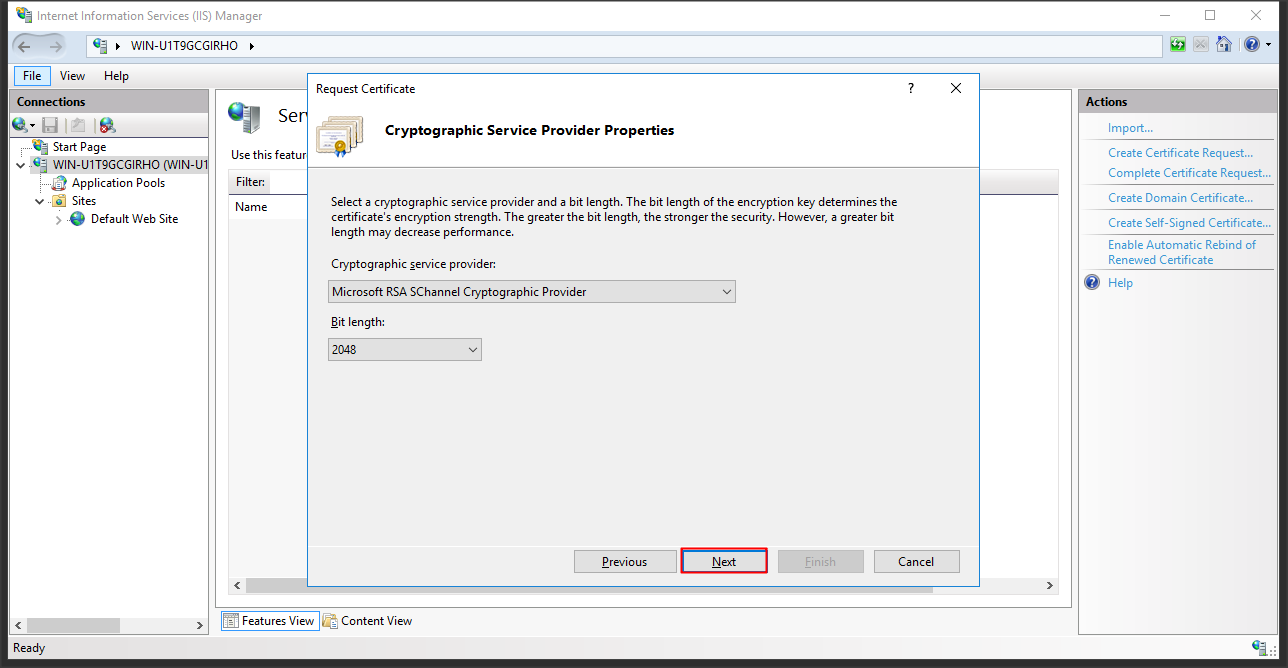 Internet Information Services (IIS) Manager
WIN-U1T9GCGIRHO
File View Help
Connections
Start Page
WIN-U1T9GCGIRHO (WIN-U1
Application Pools
Sites
Default Web Site
Ser
Use this featur
Filter:
Name
Request Certificate
?
Cryptographic Service Provider Properties
Select a cryptographic service provider and a bit length. The bit length of the encryption key determines the
certificate's encryption strength. The greater the bit length, the stronger the security. However, a greater bit
length may decrease performance.
Cryptographic service provider:
Microsoft RSA SChannel Cryptographic Provider
Bit length:
2048
Previous Next Finish Cancel
Features View Content View
Actions
Import...
Create Certificate Request...
Complete Certificate Request...
Create Domain Certificate...
Create Self-Signed Certificate...
Enable Automatic Rebind of
Renewed Certificate
Help
Ready